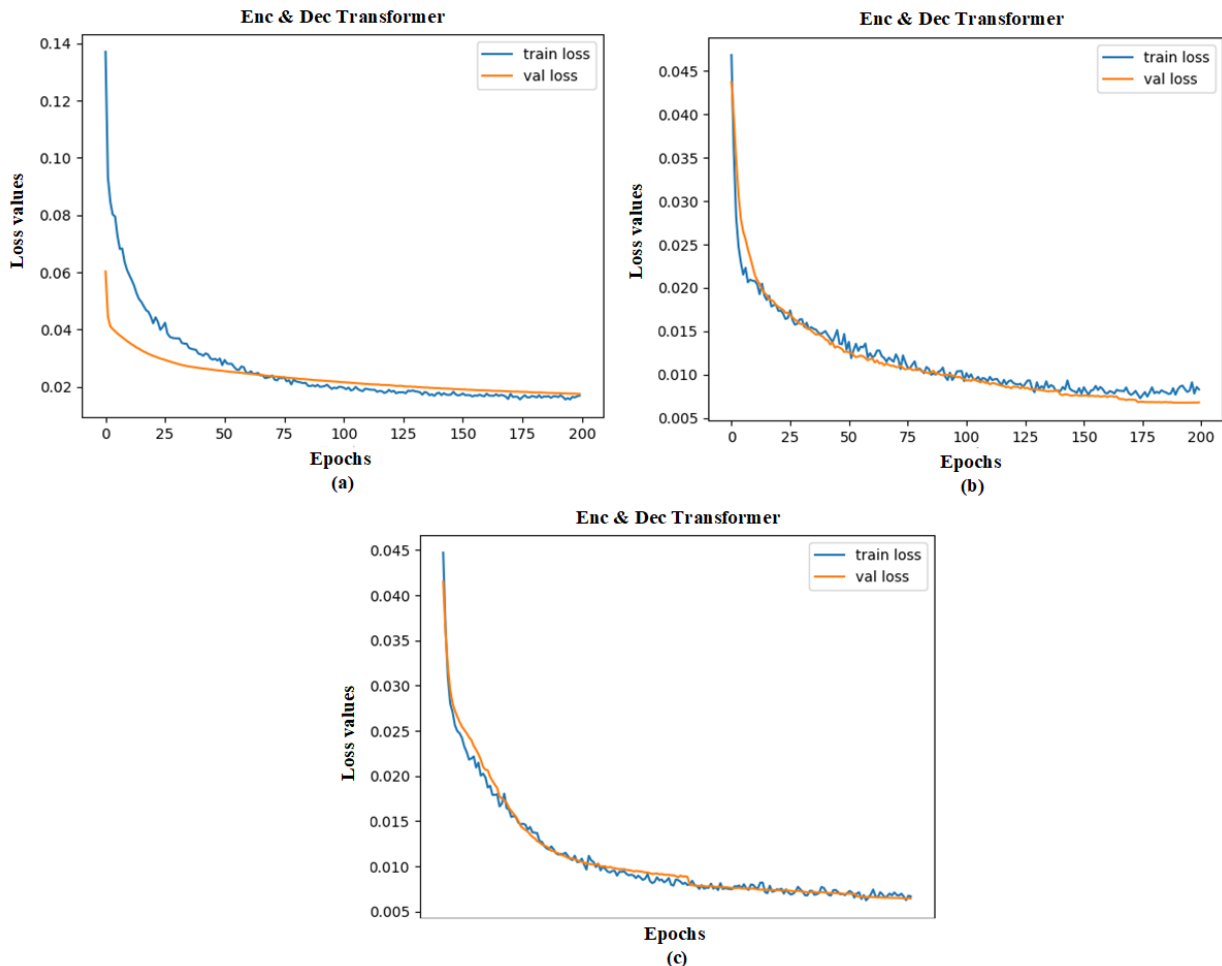 Enc & Dec Transformer
0.14
0.12
0.10
0.08
0.06
0.04
0.02
Loss values
train loss
val loss
0 25 50 75 100 125 150 175 200
Epochs
(a)
Enc & Dec Transformer
0.045
0.040
0.035
0.030
0.025
0.020
0.015
0.010
0.005
Loss values
train loss
val loss
0 25 50 75 100 125 150 175 200
Epochs
(b)
Enc & Dec Transformer
0.045
0.040
0.035
0.030
0.025
0.020
0.015
0.010
0.005
Loss values
train loss
val loss
Epochs
(c)